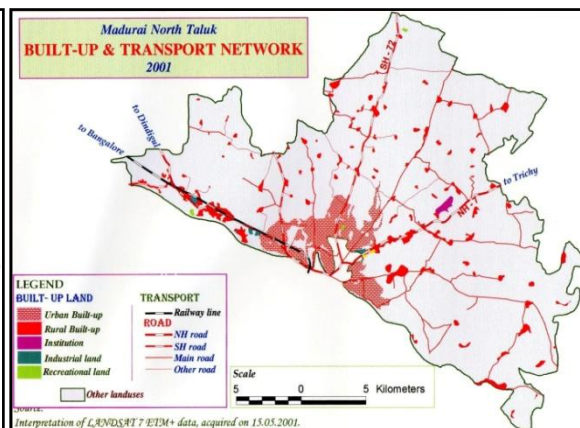 Madurai North Taluk
BUILT-UP & TRANSPORT NETWORK
2001
SH - 72
to Dindigul
to Bangalore
to Trichy
NH -
LEGEND
BUILT- UP LAND
Urban Built-up
Rural Built-up
Institution
Industrial land
Recreational land
TRANSPORT
Railway line
ROAD
NH road
SH road
Main road
Other road
Other landuses
Scale
5 0 5 Kilometers
Source:
Interpretation of LANDSAT 7 ETM+ data, acquired on 15.05.2001.